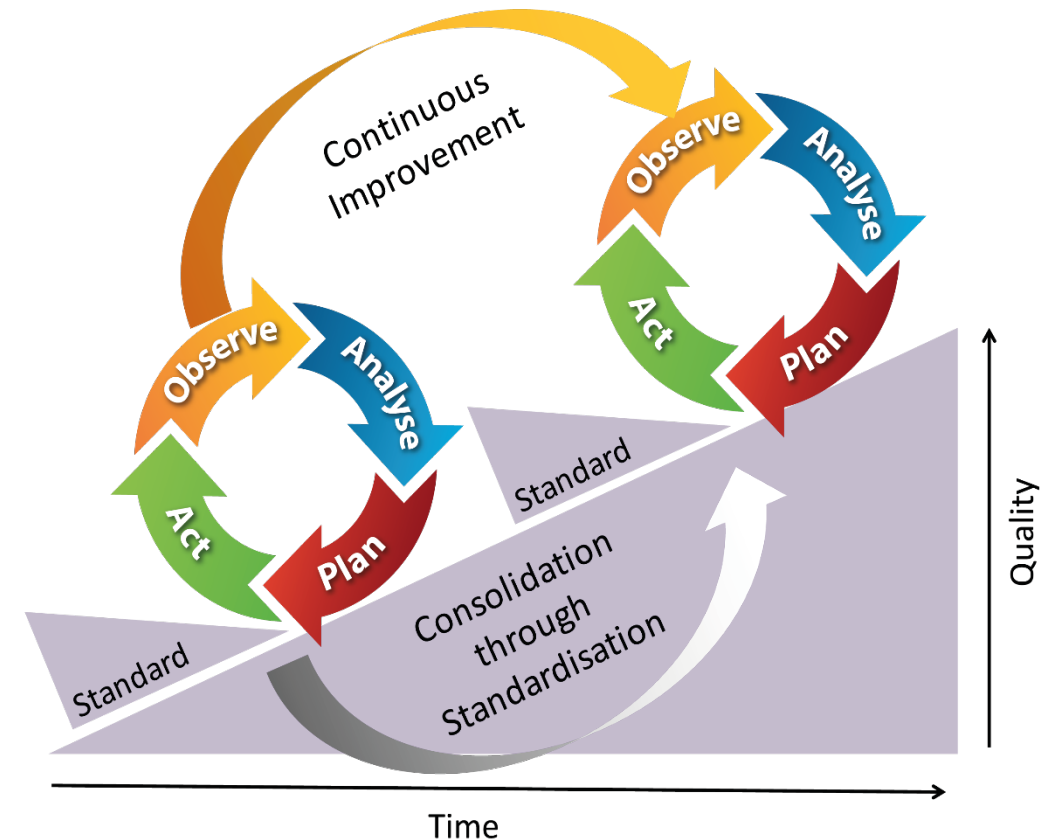 Continuous
Improvement
Observe
Analyse
Plan
Act
Observe
Analyse
Plan
Act
Standard
Standard
Consolidation
through
Standardisation
Quality
Time